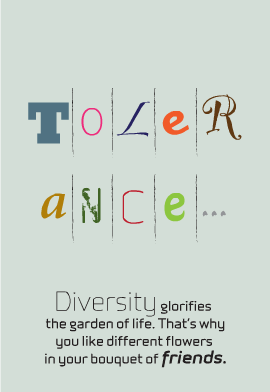 TOLeR
aNCe...
Diversity glorifies
the garden of life. That's why
you like different flowers
in your bouquet of friends.